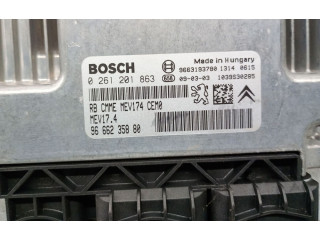 BOSCH
Made in Hungary
0 261 201 863
9663193780 1314 0615
09-03-03 1039S30285
RB CMME MEV174 CEM0
MEV17.4
96 662 358 80